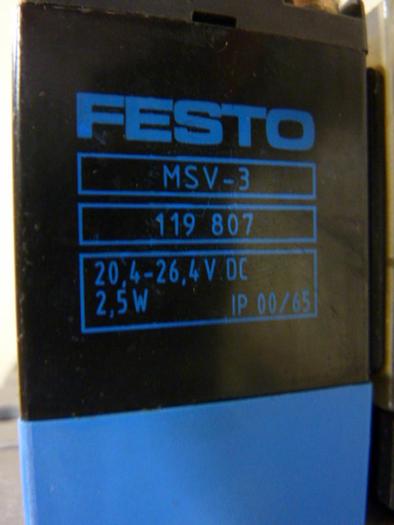 FESTO
MSV-3
119 807
20,4-26,4V DC
2,5W IP 00/65